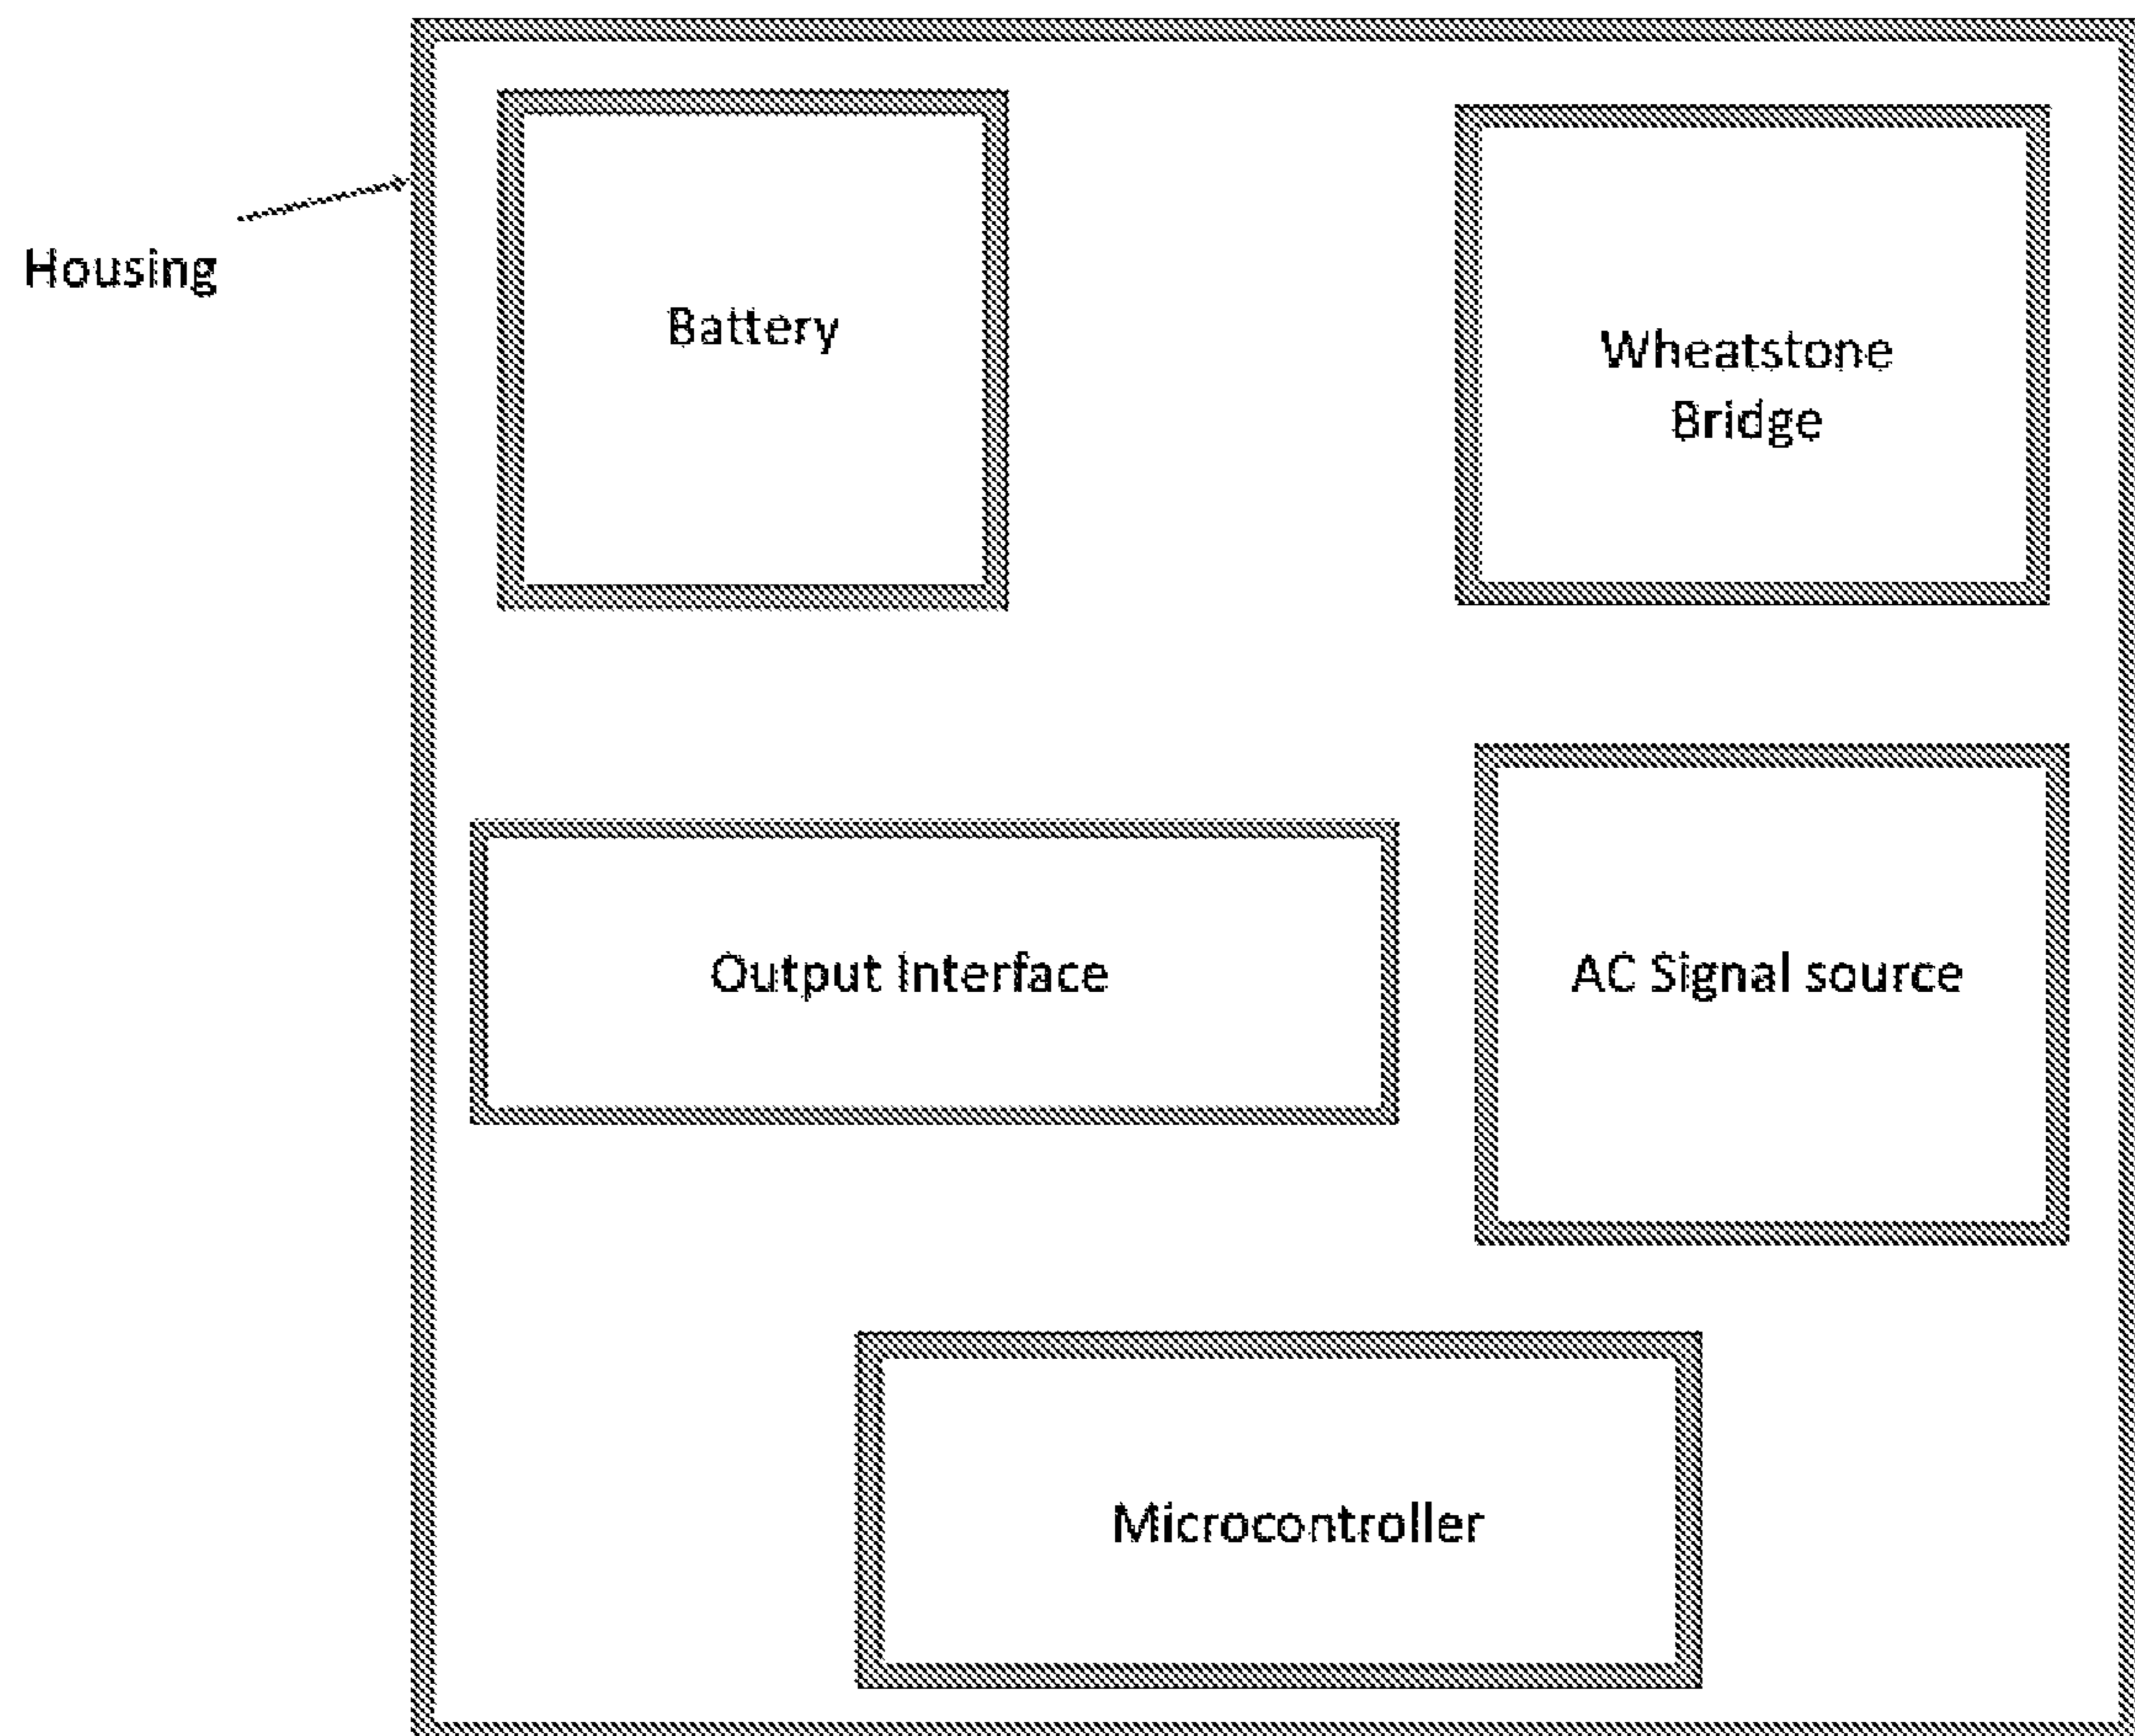 Housing
Battery
Wheatstone
Bridge
Output Interface
AC Signal source
Microcontroller